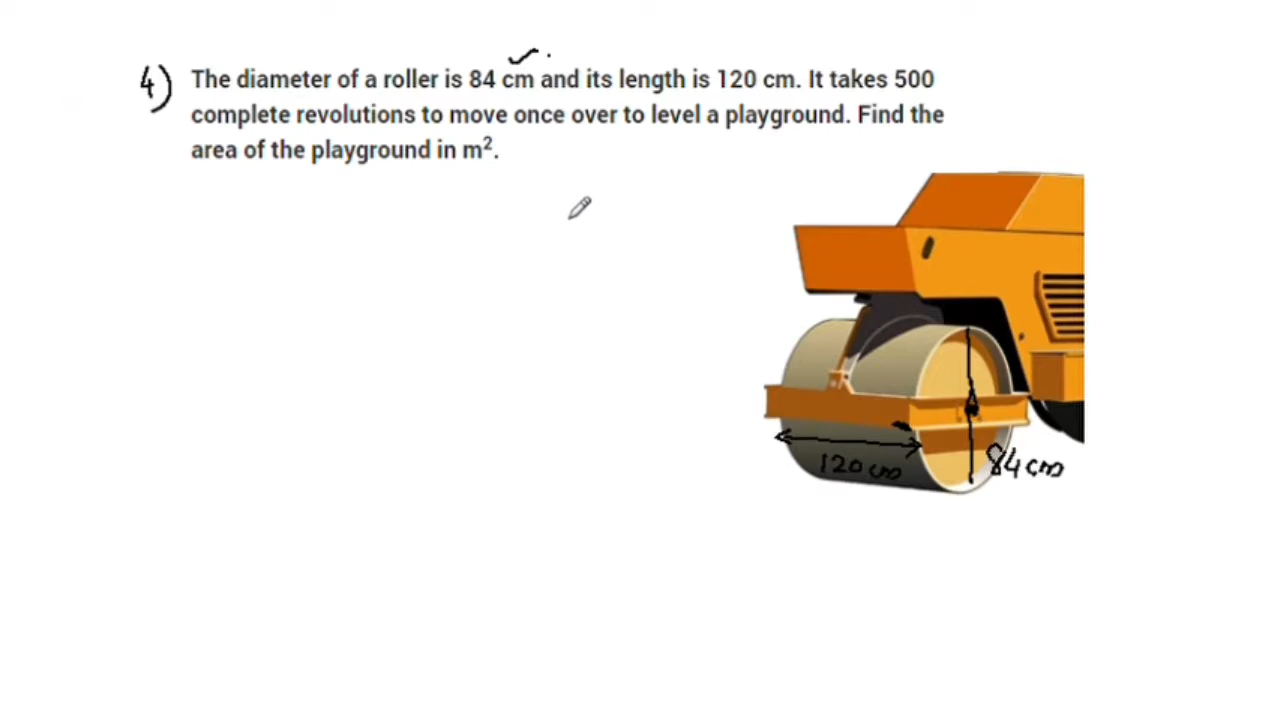 4) The diameter of a roller is 84 cm and its length is 120 cm. It takes 500
complete revolutions to move once over to level a playground. Find the
area of the playground in m².
120 cm
84 cm